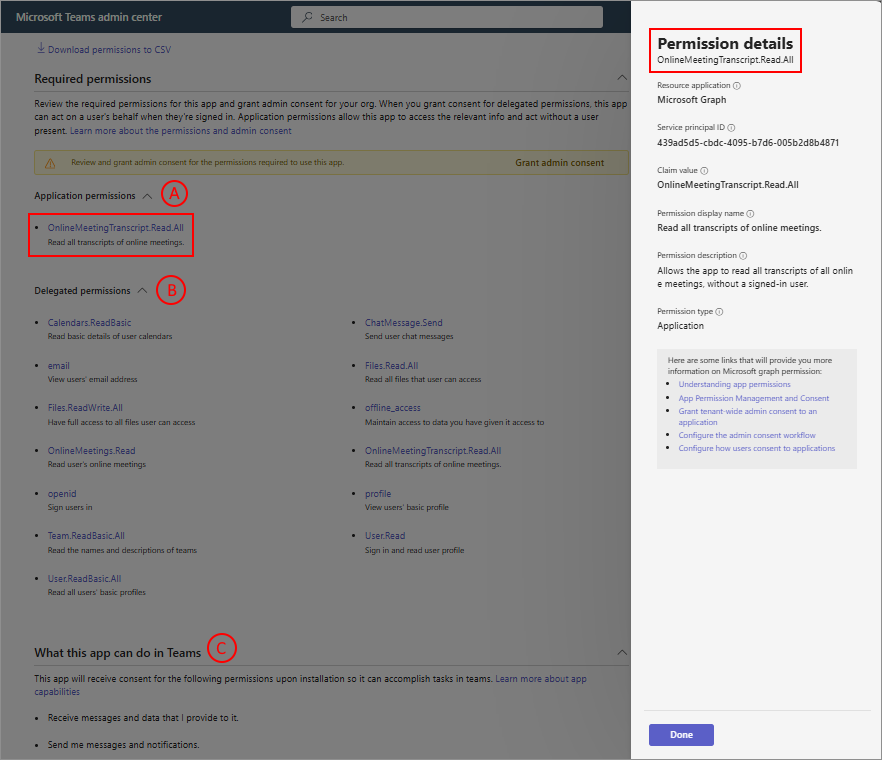 Microsoft Teams admin center
Search
Download permissions to CSV
Required permissions
Review the required permissions for this app and grant admin consent for your org. When you grant consent for delegated permissions, this app
can act on a user's behalf when they're signed in. Application permissions allow this app to access the relevant info and act without a user
present. Learn more about the permissions and admin consent
Review and grant admin consent for the permissions required to use this app.
Grant admin consent
Application permissions
A
OnlineMeetingTranscript.Read.All
Read all transcripts of online meetings.
Delegated permissions
B
Calendars.ReadBasic
Read basic details of user calendars
ChatMessage.Send
Send user chat messages
email
View users' email address
Files.Read.All
Read all files that user can access
Files.ReadWrite.All
Have full access to all files user can access
offline_access
Maintain access to data you have given it access to
OnlineMeetings.Read
Read user's online meetings
OnlineMeetingTranscript.Read.All
Read all transcripts of online meetings.
openid
Sign users in
profile
View users' basic profile
Team.ReadBasic.All
Read the names and descriptions of teams
User.Read
Sign in and read user profile
User.ReadBasic.All
Read all users' basic profiles
What this app can do in Teams
C
This app will receive consent for the following permissions upon installation so it can accomplish tasks in teams. Learn more about app
capabilities
Receive messages and data that I provide to it.
Send me messages and notifications.
Permission details
OnlineMeetingTranscript.Read.All
Resource application
Microsoft Graph
Service principal ID
439ad5d5-cbdc-4095-b7d6-005b2d8b4871
Claim value
OnlineMeetingTranscript.Read.All
Permission display name
Read all transcripts of online meetings.
Permission description
Allows the app to read all transcripts of all onlin
e meetings, without a signed-in user.
Permission type
Application
Here are some links that will provide you more
information on Microsoft graph permission:
Understanding app permissions
App Permission Management and Consent
Grant tenant-wide admin consent to an
application
Configure the admin consent workflow
Configure how users consent to applications
Done